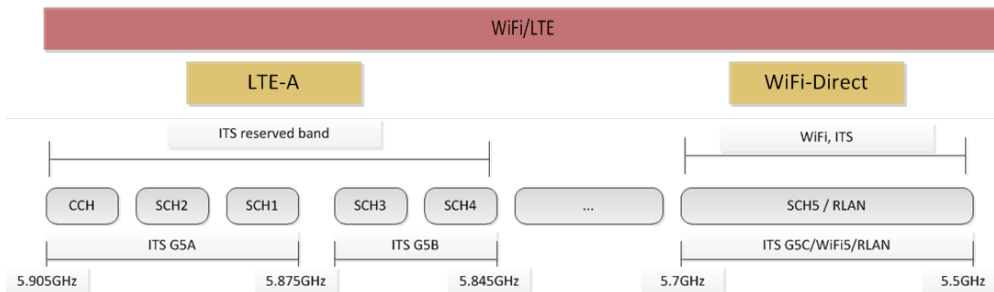 WiFi/LTE
LTE-A
WiFi-Direct
ITS reserved band
WiFi, ITS
CCH
SCH2
SCH1
SCH3
SCH4
...
SCH5 / RLAN
ITS G5A
ITS G5B
ITS G5C/WiFi5/RLAN
5.905GHz
5.875GHz
5.845GHz
5.7GHz
5.5GHz